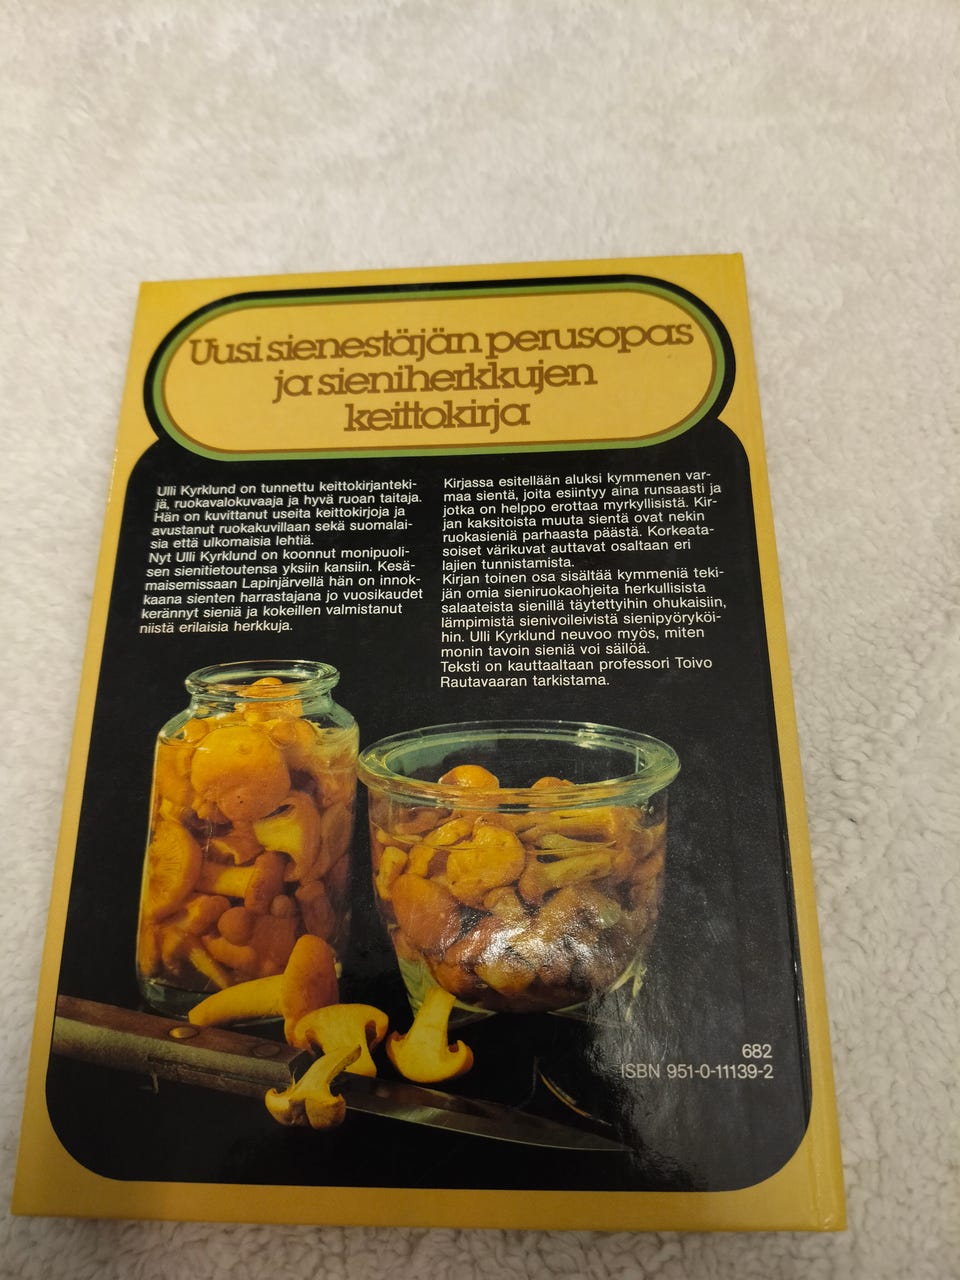 Uusi sienestäjän perusopas
ja sieniherkkujen
keittokirja
Ulli Kyrklund on tunnettu keittokirjanteki-
jä, ruokavalokuvaaja ja hyvä ruoan taitaja.
Hän on kuvittanut useita keittokirjoja ja
avustanut ruokakuvillaan sekä suomalai-
sia että ulkomaisia lehtiä.
Nyt Ulli Kyrklund on koonnut monipuoli-
sen sienitietoutensa yksiin kansiin. Kesä-
maisemissaan Lapinjärvellä hän on innok-
kaana sienten harrastajana jo vuosikaudet
kerännyt sieniä ja kokeillen valmistanut
niistä erilaisia herkkuja.
Kirjassa esitellään aluksi kymmenen var-
maa sientä, joita esiintyy aina runsaasti ja
jotka on helppo erottaa myrkyllisistä. Kir-
jan kaksitoista muuta sientä ovat nekin
ruokasieniä parhaasta päästä. Korkeata-
soiset värikuvat auttavat osaltaan eri
lajien tunnistamista.
Kirjan toinen osa sisältää kymmeniä teki-
jän omia sieniruokaohjeita herkullisista
salaateista sienillä täytettyihin ohukaisiin,
lämpimistä sienivoileivistä sienipyöryköi-
hin. Ulli Kyrklund neuvoo myös, miten
monin tavoin sieniä voi säilöä.
Teksti on kauttaaltaan professori Toivo
Rautavaaran tarkistama.
682
ISBN 951-0-11139-2